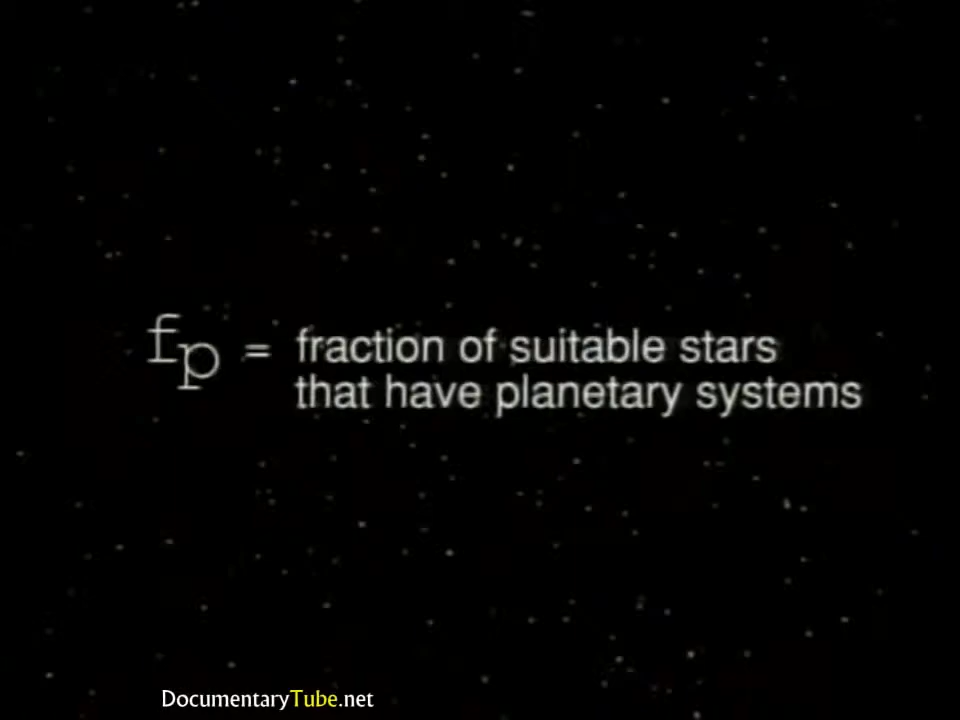 fp = fraction of suitable stars
that have planetary systems
DocumentaryTube.net